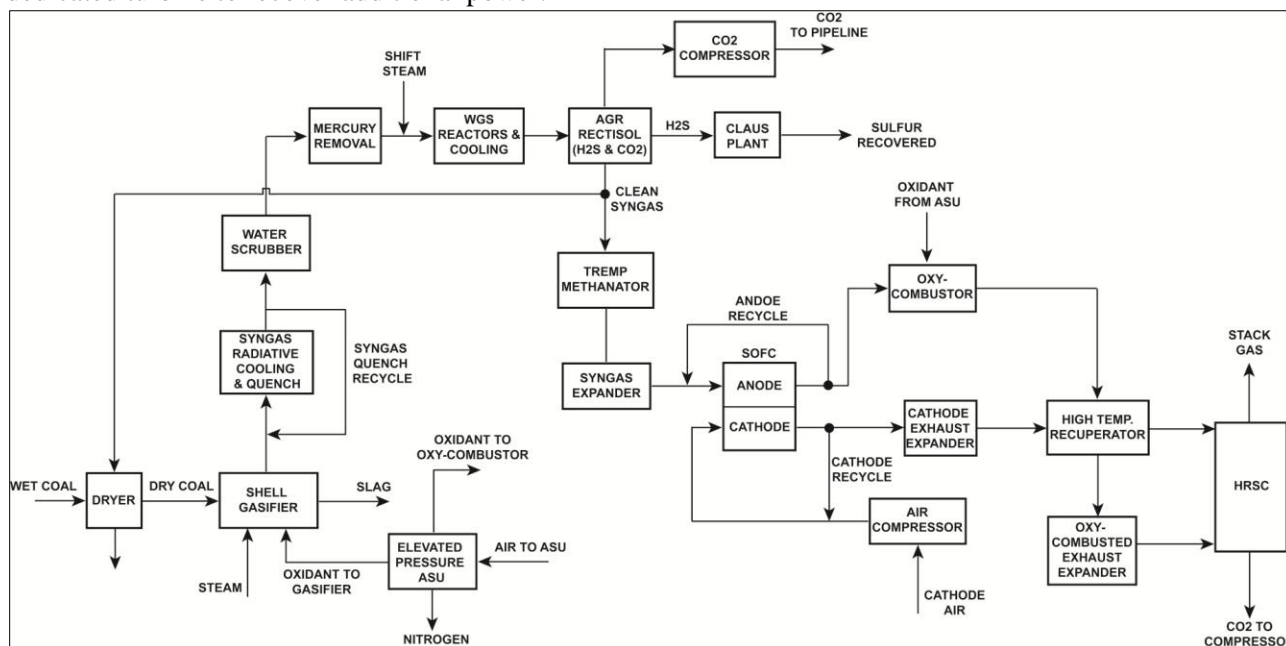 CO2
TO PIPELINE
CO2
COMPRESSOR
SHIFT
STEAM
MERCURY
REMOVAL
WGS
REACTORS &
COOLING
AGR
RECTISOL
(H2S & CO2)
H2S
CLAUS
PLANT
SULFUR
RECOVERED
CLEAN
SYNGAS
OXIDANT
FROM ASU
WATER
SCRUBBER
TREMP
METHANATOR
OXY-
COMBUSTOR
ANDOE
RECYCLE
SYNGAS
RADIATIVE
COOLING
& QUENCH
SYNGAS
QUENCH
RECYCLE
SOFC
STACK
GAS
SYNGAS
EXPANDER
ANODE
CATHODE
CATHODE
EXHAUST
EXPANDER
HIGH TEMP.
RECUPERATOR
OXIDANT TO
OXY-COMBUSTOR
CATHODE
RECYCLE
HRSC
WET COAL
DRYER
DRY COAL
SHELL
GASIFIER
SLAG
AIR
COMPRESSOR
OXY-
COMBUSTED
EXHAUST
EXPANDER
ELEVATED
PRESSURE
ASU
AIR TO ASU
STEAM
OXIDANT TO
GASIFIER
CATHODE
AIR
NITROGEN
CO2 TO
COMPRESSO